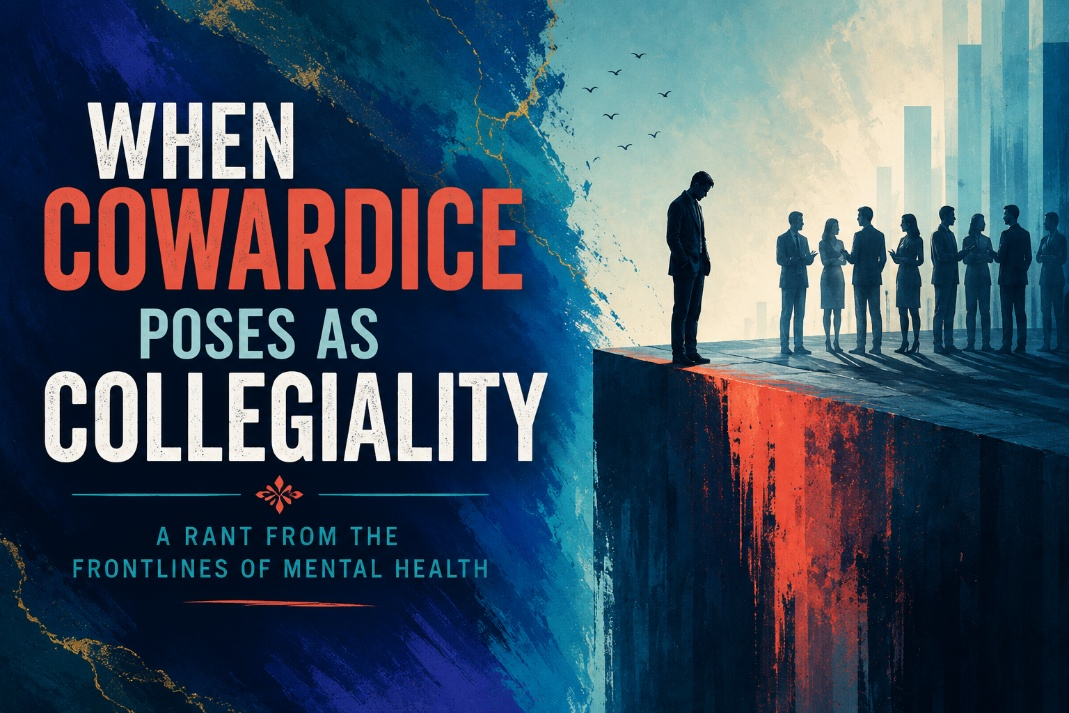 WHEN
COWARDICE
POSES AS
COLLEGIALITY
A RANT FROM THE
FRONTLINES OF MENTAL HEALTH